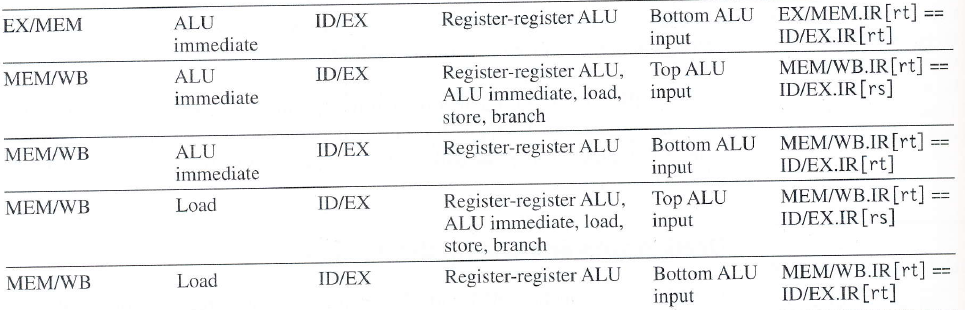 EX/MEM ALU immediate ID/EX Register-register ALU Bottom ALU input EX/MEM.IR[rt] == ID/EX.IR[rt]
MEM/WB ALU immediate ID/EX Register-register ALU, ALU immediate, load, store, branch Top ALU input MEM/WB.IR[rt] == ID/EX.IR[rs]
MEM/WB ALU immediate ID/EX Register-register ALU Bottom ALU input MEM/WB.IR[rt] == ID/EX.IR[rt]
MEM/WB Load ID/EX Register-register ALU, ALU immediate, load, store, branch Top ALU input MEM/WB.IR[rt] == ID/EX.IR[rs]
MEM/WB Load ID/EX Register-register ALU Bottom ALU input MEM/WB.IR[rt] == ID/EX.IR[rt]